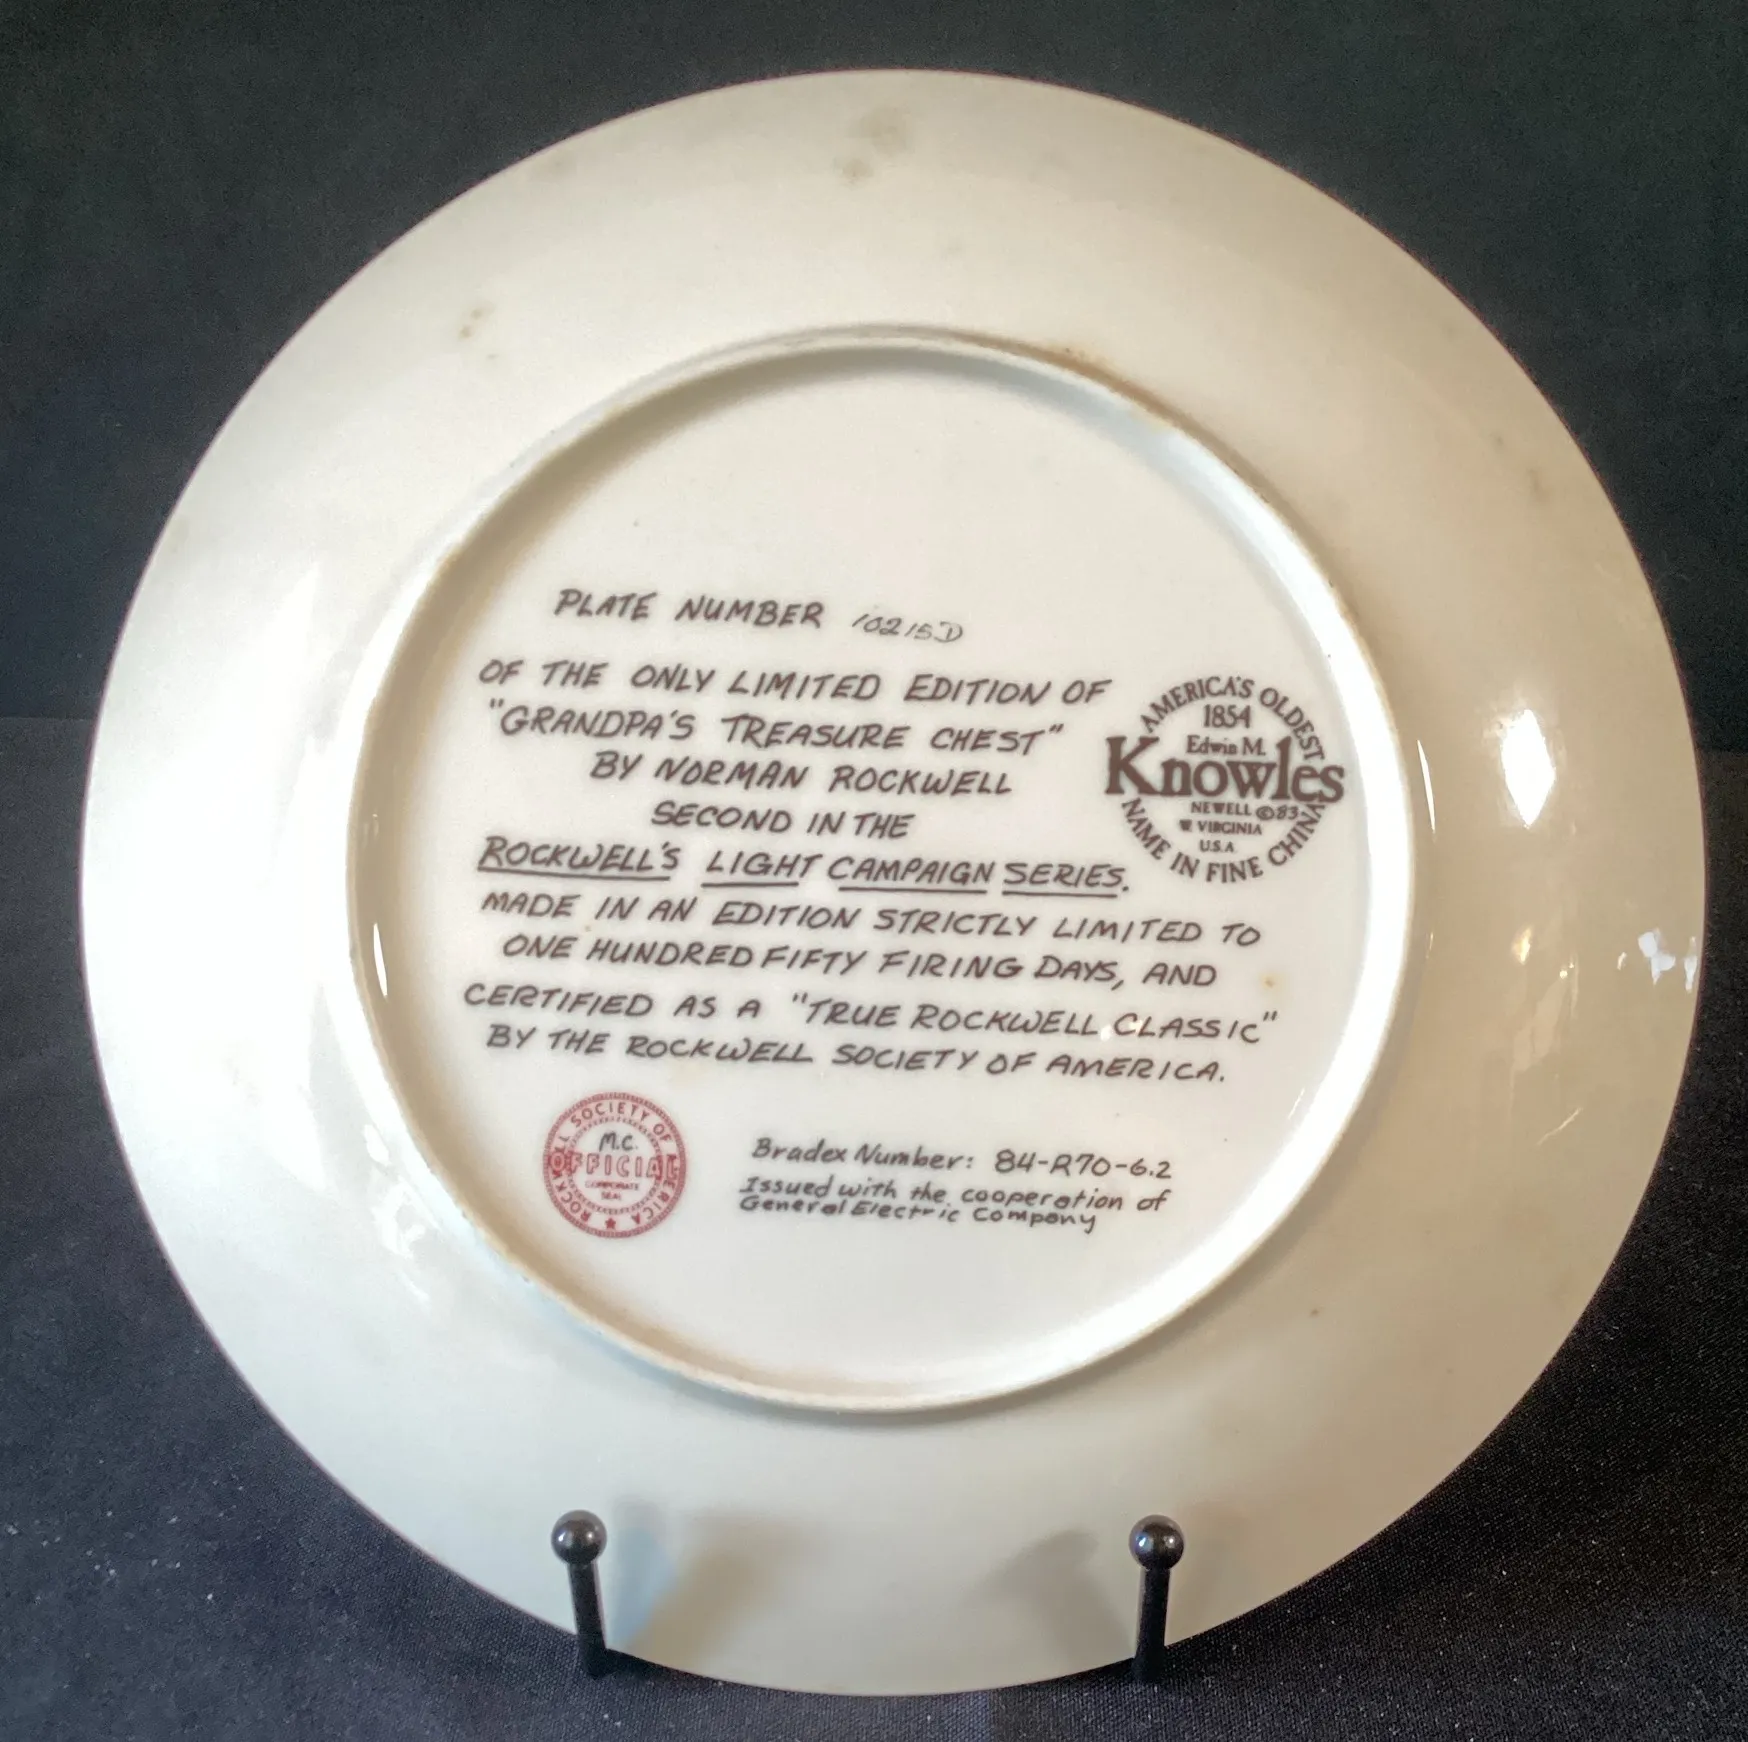 PLATE NUMBER 10215D
OF THE ONLY LIMITED EDITION OF
"GRANDPA'S TREASURE CHEST"
BY NORMAN ROCKWELL
SECOND IN THE
ROCKWELL'S LIGHT CAMPAIGN SERIES.
MADE IN AN EDITION STRICTLY LIMITED TO
ONE HUNDRED FIFTY FIRING DAYS, AND
CERTIFIED AS A "TRUE ROCKWELL CLASSIC"
BY THE ROCKWELL SOCIETY OF AMERICA.
AMERICA'S OLDEST
1854
Edwin M.
Knowles
NEWELL ©83
W VIRGINIA
U.S.A
NAME IN FINE CHINA
ROCKWELL SOCIETY OF AMERICA
M.C.
OFFICIAL
CORPORATE
SEAL
Bradex Number: 84-R70-6.2
Issued with the cooperation of
General Electric Company